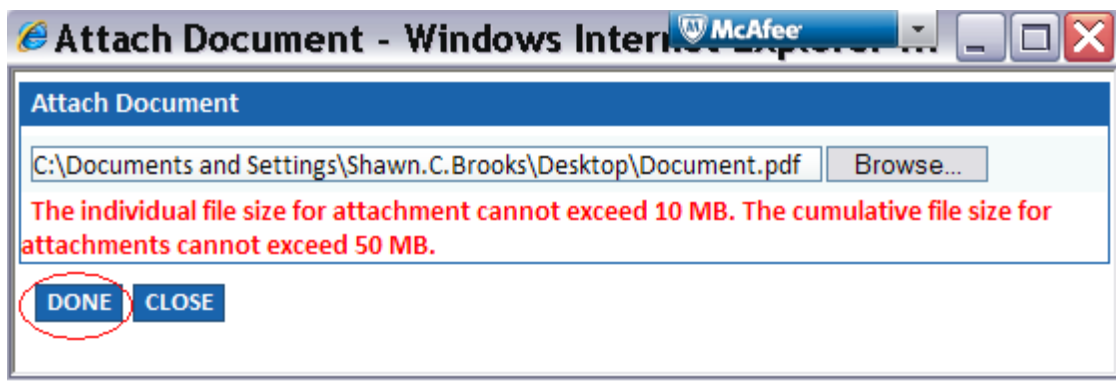 Attach Document - Windows Internet Explorer ...
McAfee
Attach Document
C:\Documents and Settings\Shawn.C.Brooks\Desktop\Document.pdf
Browse...
The individual file size for attachment cannot exceed 10 MB. The cumulative file size for
attachments cannot exceed 50 MB.
DONE CLOSE